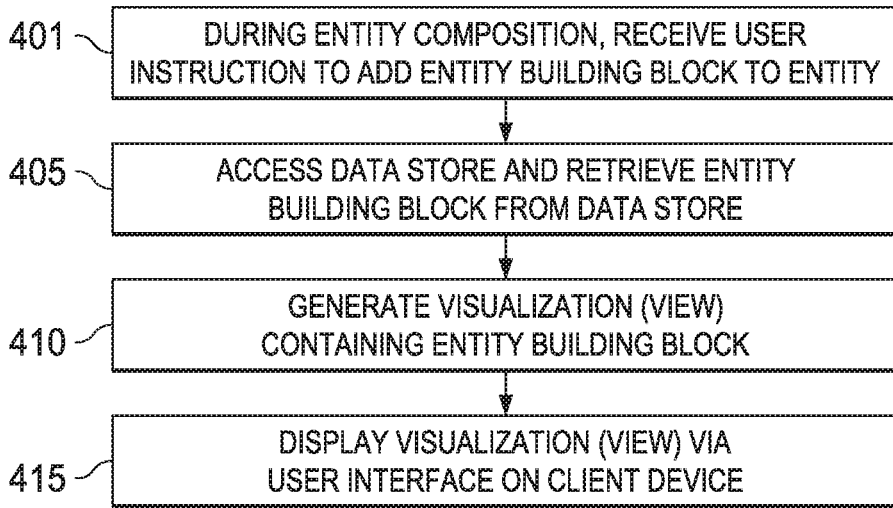 401
DURING ENTITY COMPOSITION, RECEIVE USER
INSTRUCTION TO ADD ENTITY BUILDING BLOCK TO ENTITY
405
ACCESS DATA STORE AND RETRIEVE ENTITY
BUILDING BLOCK FROM DATA STORE
410
GENERATE VISUALIZATION (VIEW)
CONTAINING ENTITY BUILDING BLOCK
415
DISPLAY VISUALIZATION (VIEW) VIA
USER INTERFACE ON CLIENT DEVICE